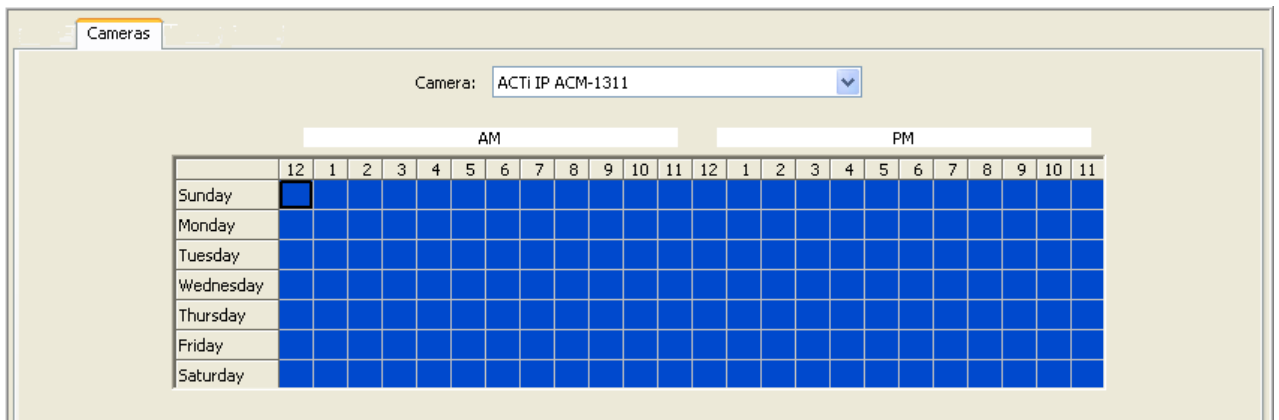 Cameras
Camera: ACTi IP ACM-1311
AM PM
12 1 2 3 4 5 6 7 8 9 10 11 12 1 2 3 4 5 6 7 8 9 10 11
Sunday
Monday
Tuesday
Wednesday
Thursday
Friday
Saturday